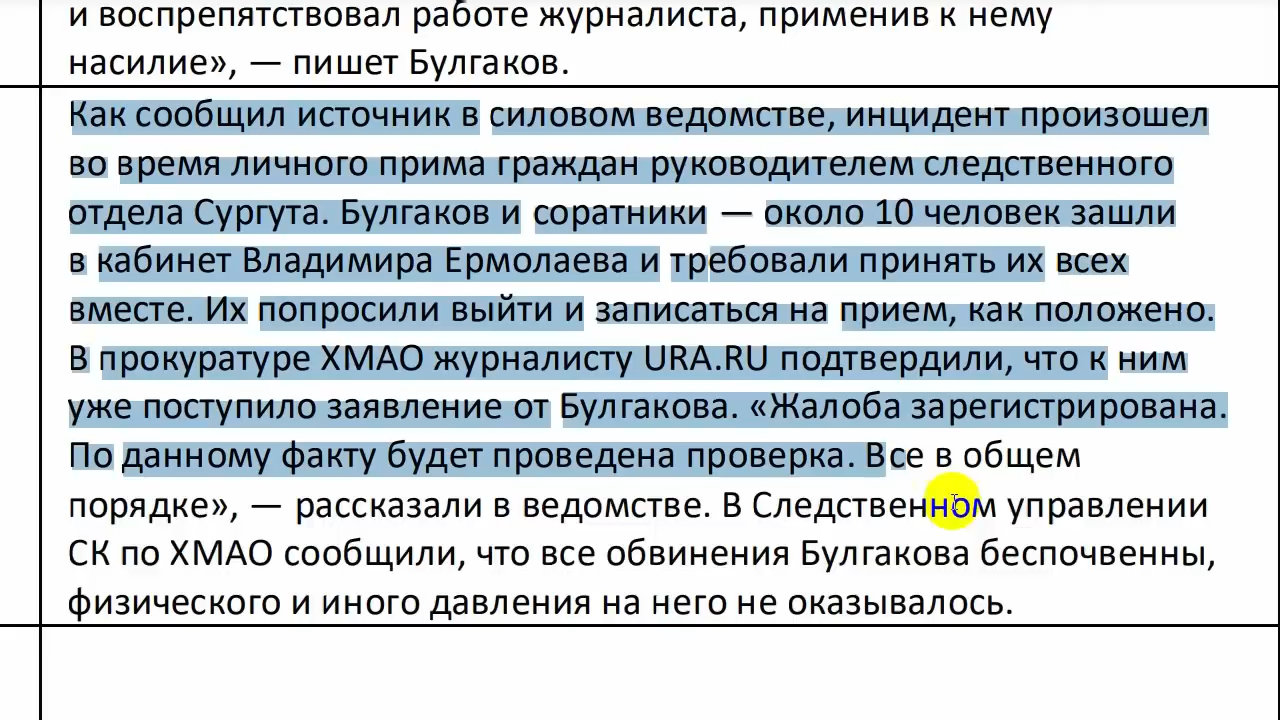 и воспрепятствовал работе журналиста, применив к нему
насилие», — пишет Булгаков.
Как сообщил источник в силовом ведомстве, инцидент произошел
во время личного прима граждан руководителем следственного
отдела Сургута. Булгаков и соратники — около 10 человек зашли
в кабинет Владимира Ермолаева и требовали принять их всех
вместе. Их попросили выйти и записаться на прием, как положено.
В прокуратуре ХМАО журналисту URA.RU подтвердили, что к ним
уже поступило заявление от Булгакова. «Жалоба зарегистрирована.
По данному факту будет проведена проверка. Все в общем
порядке», — рассказали в ведомстве. В Следственном управлении
СК по ХМАО сообщили, что все обвинения Булгакова беспочвенны,
физического и иного давления на него не оказывалось.